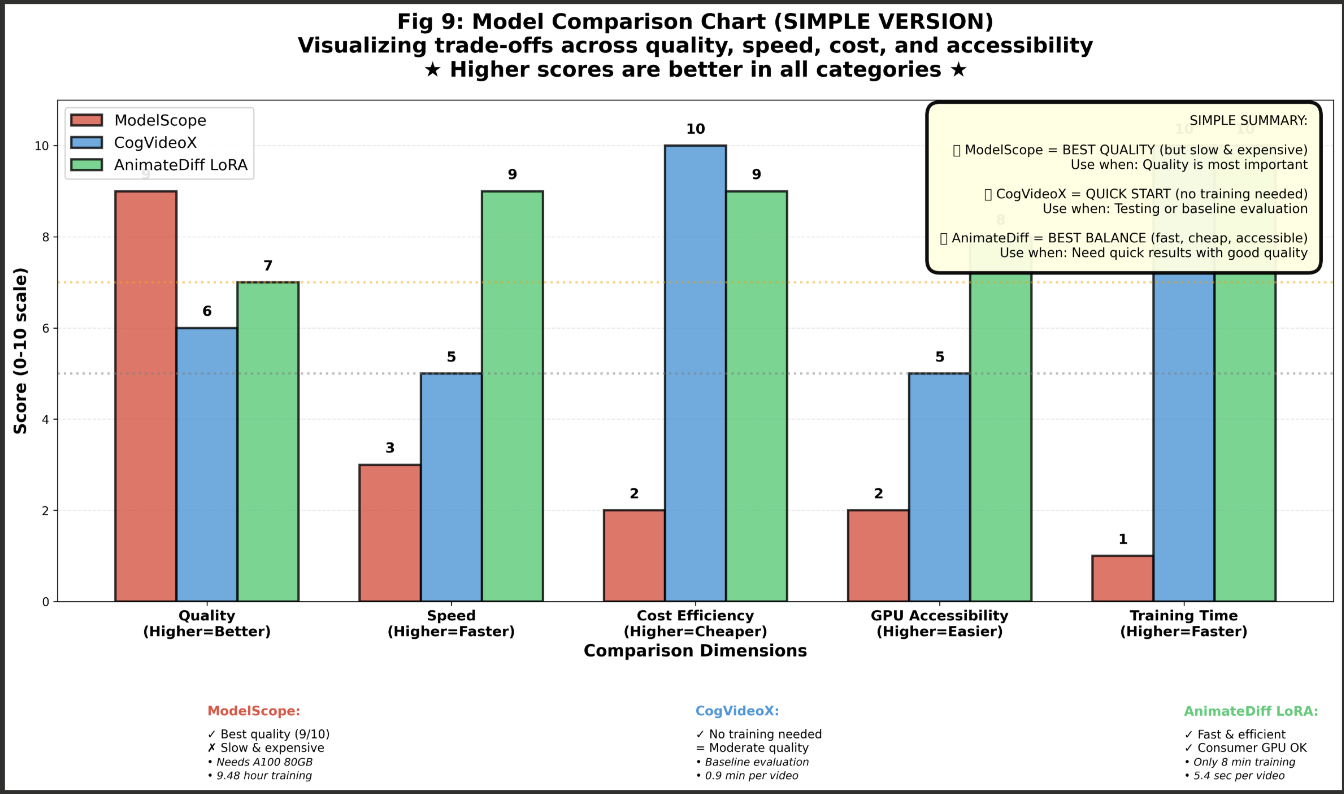 Fig 9: Model Comparison Chart (SIMPLE VERSION)
Visualizing trade-offs across quality, speed, cost, and accessibility
★ Higher scores are better in all categories ★
ModelScope
CogVideoX
AnimateDiff LoRA
SIMPLE SUMMARY:
ModelScope = BEST QUALITY (but slow & expensive)
Use when: Quality is most important
CogVideoX = QUICK START (no training needed)
Use when: Testing or baseline evaluation
AnimateDiff = BEST BALANCE (fast, cheap, accessible)
Use when: Need quick results with good quality
Score (0-10 scale)
10
8
6
4
2
0
9
6
7
3
5
9
2
10
9
2
5
8
1
10
10
Quality
(Higher=Better)
Speed
(Higher=Faster)
Cost Efficiency
(Higher=Cheaper)
GPU Accessibility
(Higher=Easier)
Training Time
(Higher=Faster)
Comparison Dimensions
ModelScope:
✓ Best quality (9/10)
✗ Slow & expensive
• Needs A100 80GB
• 9.48 hour training
CogVideoX:
✓ No training needed
= Moderate quality
• Baseline evaluation
• 0.9 min per video
AnimateDiff LoRA:
✓ Fast & efficient
✓ Consumer GPU OK
• Only 8 min training
• 5.4 sec per video